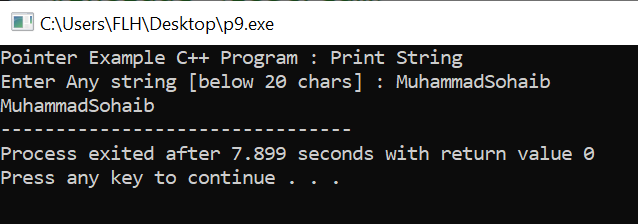 C:\Users\FLH\Desktop\p9.exe
Pointer Example C++ Program : Print String
Enter Any string [below 20 chars] : MuhammadSohaib
MuhammadSohaib
--------------------------------
Process exited after 7.899 seconds with return value 0
Press any key to continue . . .